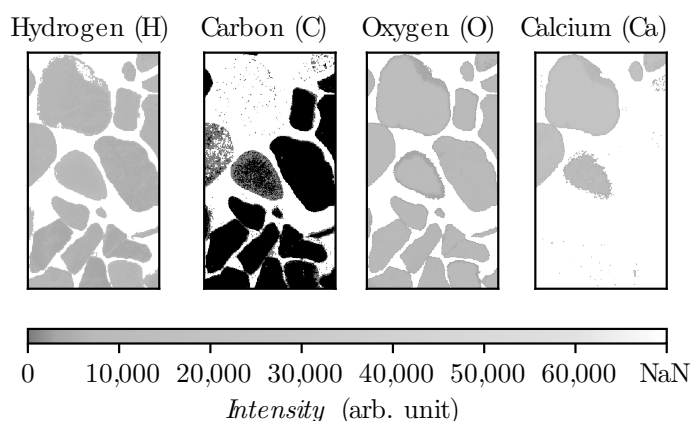 Hydrogen (H) Carbon (C) Oxygen (O) Calcium (Ca)
0 10,000 20,000 30,000 40,000 50,000 60,000 NaN
Intensity (arb. unit)